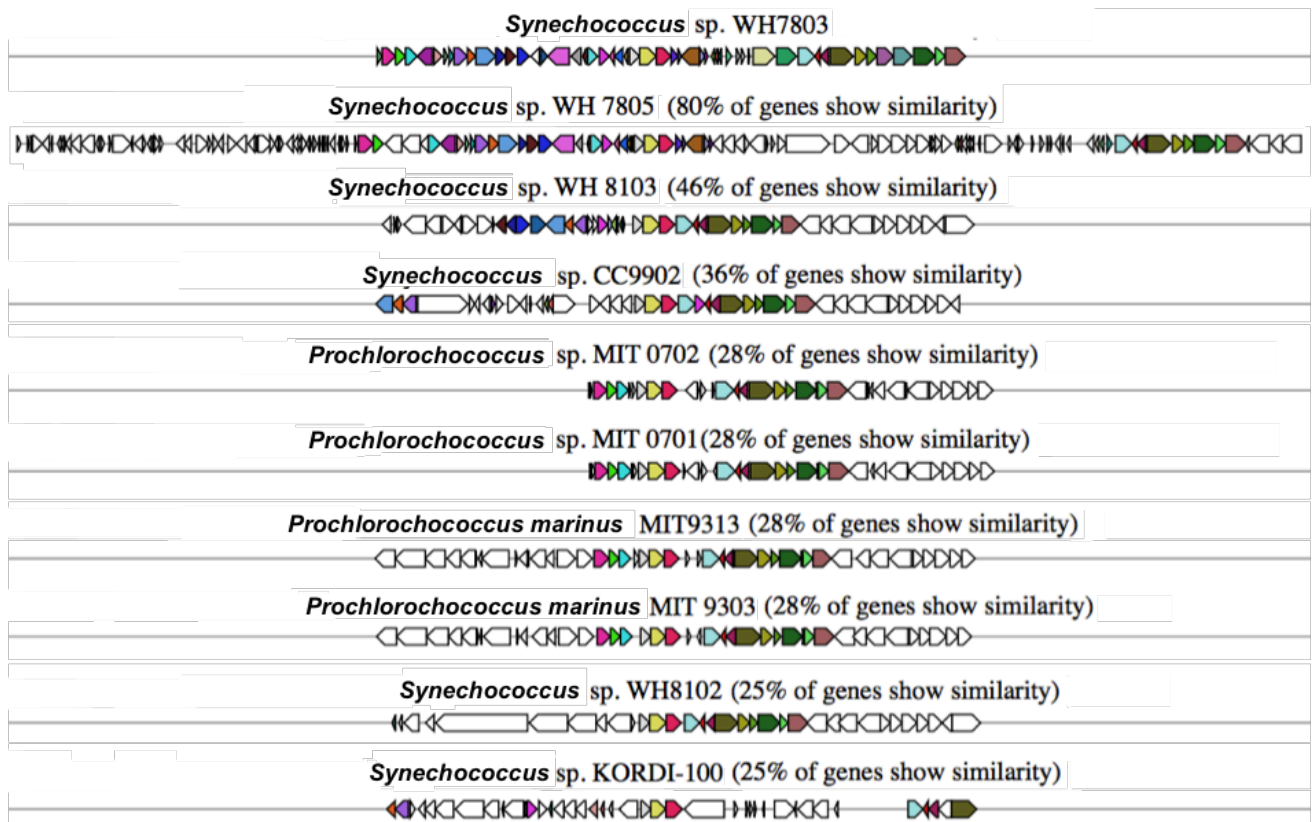 Synechococcus sp. WH7803
Synechococcus sp. WH 7805 (80% of genes show similarity)
Synechococcus sp. WH 8103 (46% of genes show similarity)
Synechococcus sp. CC9902 (36% of genes show similarity)
Prochlorochococcus sp. MIT 0702 (28% of genes show similarity)
Prochlorochococcus sp. MIT 0701(28% of genes show similarity)
Prochlorochococcus marinus MIT9313 (28% of genes show similarity)
Prochlorochococcus marinus MIT 9303 (28% of genes show similarity)
Synechococcus sp. WH8102 (25% of genes show similarity)
Synechococcus sp. KORDI-100 (25% of genes show similarity)